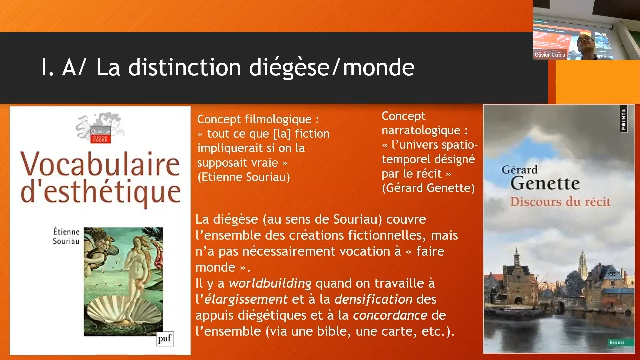 I. A/ La distinction diégèse/monde
Vocabulaire
d'esthétique
Étienne
Souriau
puf
Concept filmologique :
« tout ce que [la] fiction
impliquerait si on la
supposait vraie »
(Etienne Souriau)
Concept
narratologique :
« l’univers spatio-
temporel désigné
par le récit »
(Gérard Genette)
La diégèse (au sens de Souriau) couvre
l’ensemble des créations fictionnelles, mais
n’a pas nécessairement vocation à « faire
monde ».
Il y a worldbuilding quand on travaille à
l’élargissement et à la densification des
appuis diégétiques et à la concordance de
l’ensemble (via une bible, une carte, etc.).
Gérard
Genette
Discours du récit
POINTS